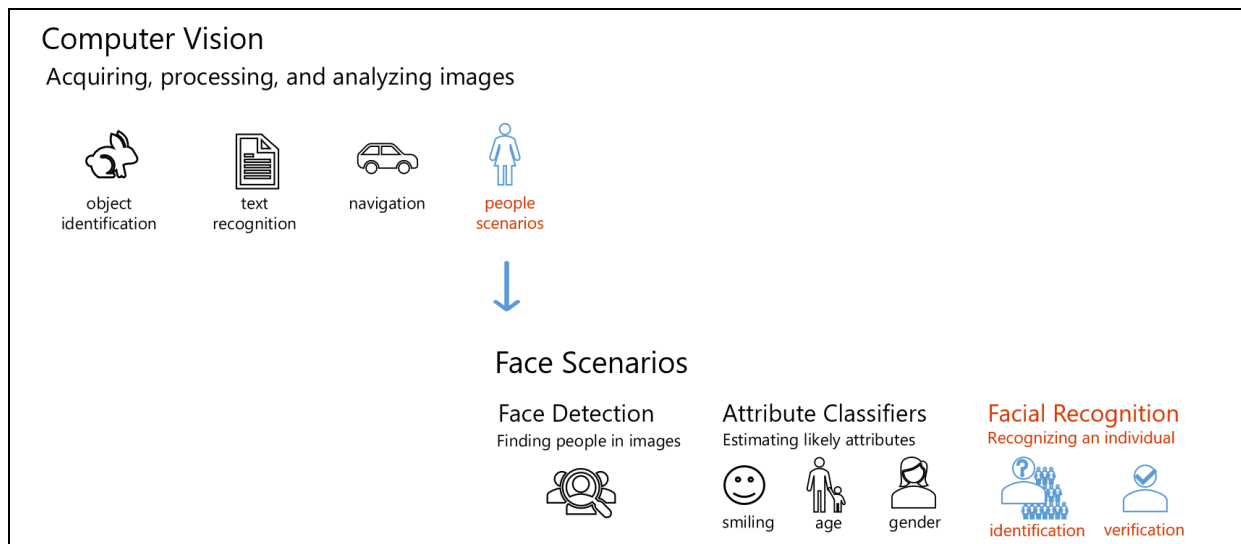 Computer Vision
Acquiring, processing, and analyzing images
object
identification
text
recognition
navigation
people
scenarios
Face Scenarios
Face Detection
Finding people in images
Attribute Classifiers
Estimating likely attributes
smiling
age
gender
Facial Recognition
Recognizing an individual
?
identification
verification